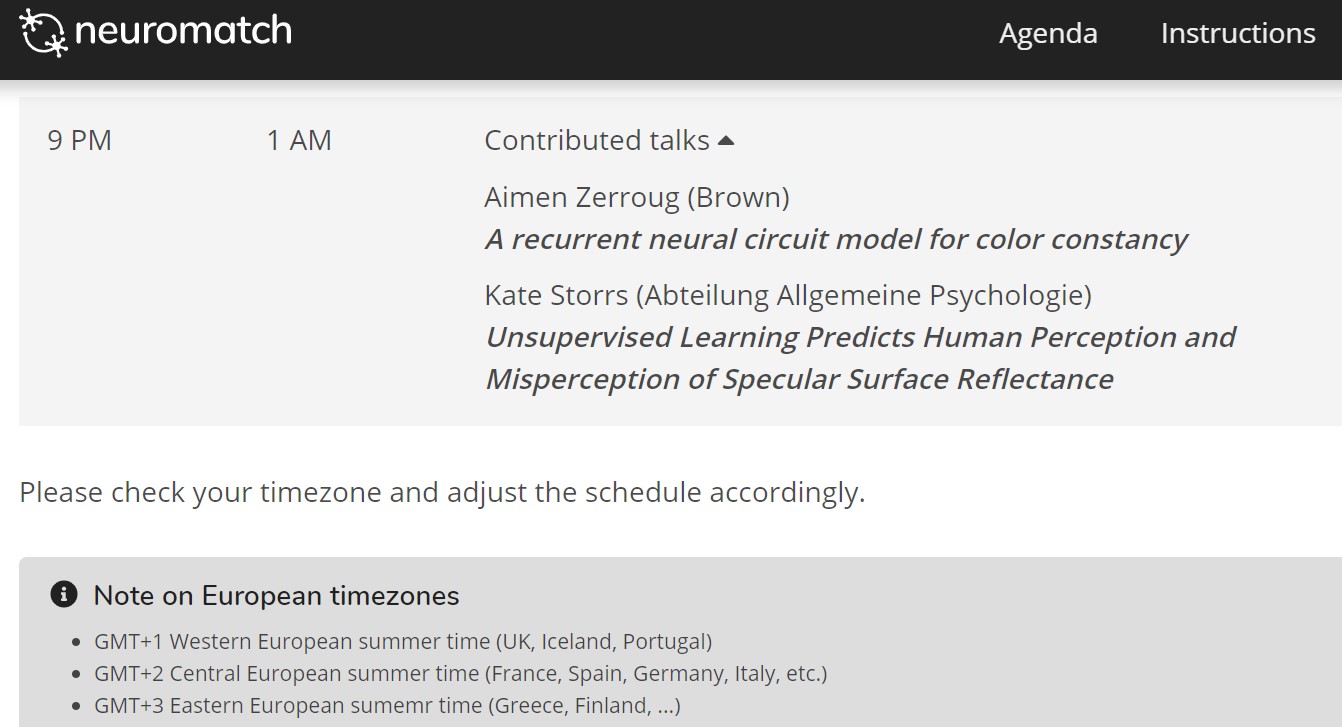 neuromatch
Agenda
Instructions
9 PM
1 AM
Contributed talks
Aimen Zerroug (Brown)
A recurrent neural circuit model for color constancy
Kate Storrs (Abteilung Allgemeine Psychologie)
Unsupervised Learning Predicts Human Perception and
Misperception of Specular Surface Reflectance
Please check your timezone and adjust the schedule accordingly.
Note on European timezones
• GMT+1 Western European summer time (UK, Iceland, Portugal)
• GMT+2 Central European summer time (France, Spain, Germany, Italy, etc.)
• GMT+3 Eastern European sumemr time (Greece, Finland, ...)